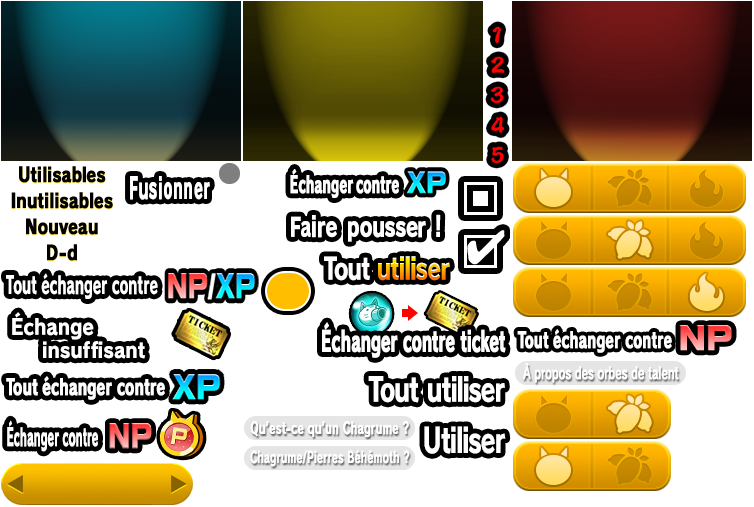 1
2
3
4
5
Utilisables
Inutilisables
Nouveau
D-d
Fusionner
Échanger contre XP
Faire pousser !
Tout utiliser
Tout échanger contre NP/XP
TICKET
Échange
insuffisant
TICKET
Échanger contre ticket
Tout échanger contre NP
À propos des orbes de talent
Tout échanger contre XP
Tout utiliser
Échanger contre NP
P
Qu'est-ce qu'un Chagrume ?
Utiliser
Chagrume/Pierres Béhémoth ?